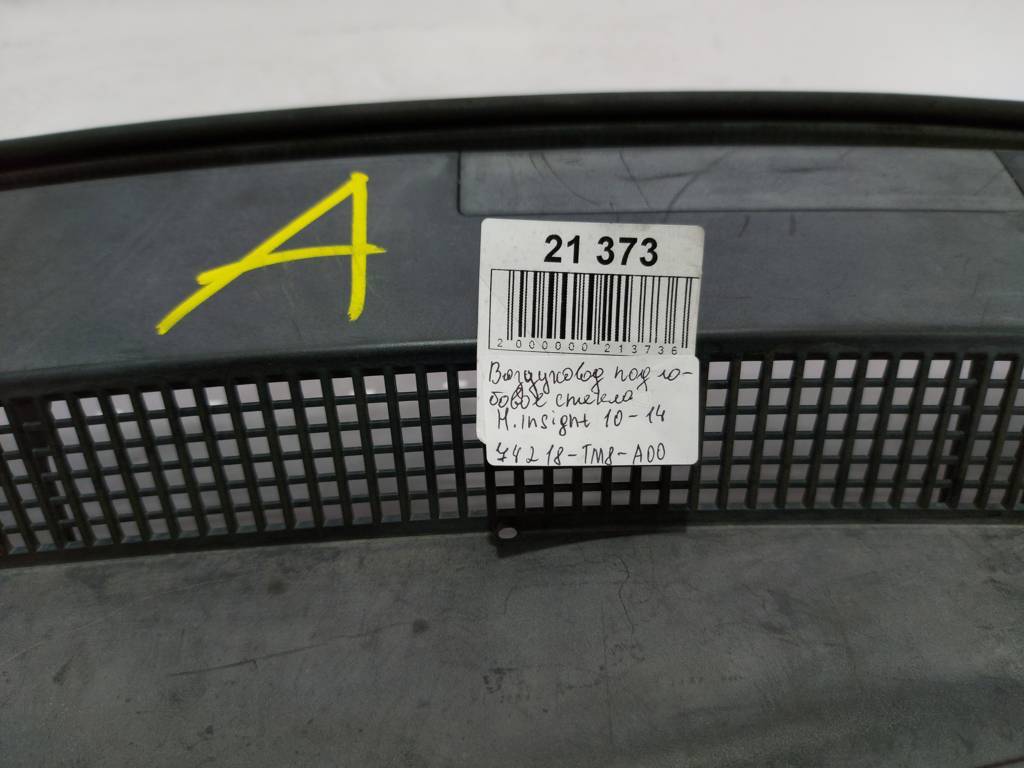 A
21 373
2000000213736
Воздуховод под ло-
бовое стекло
H.Insight 10-14
74218-TM8-A00